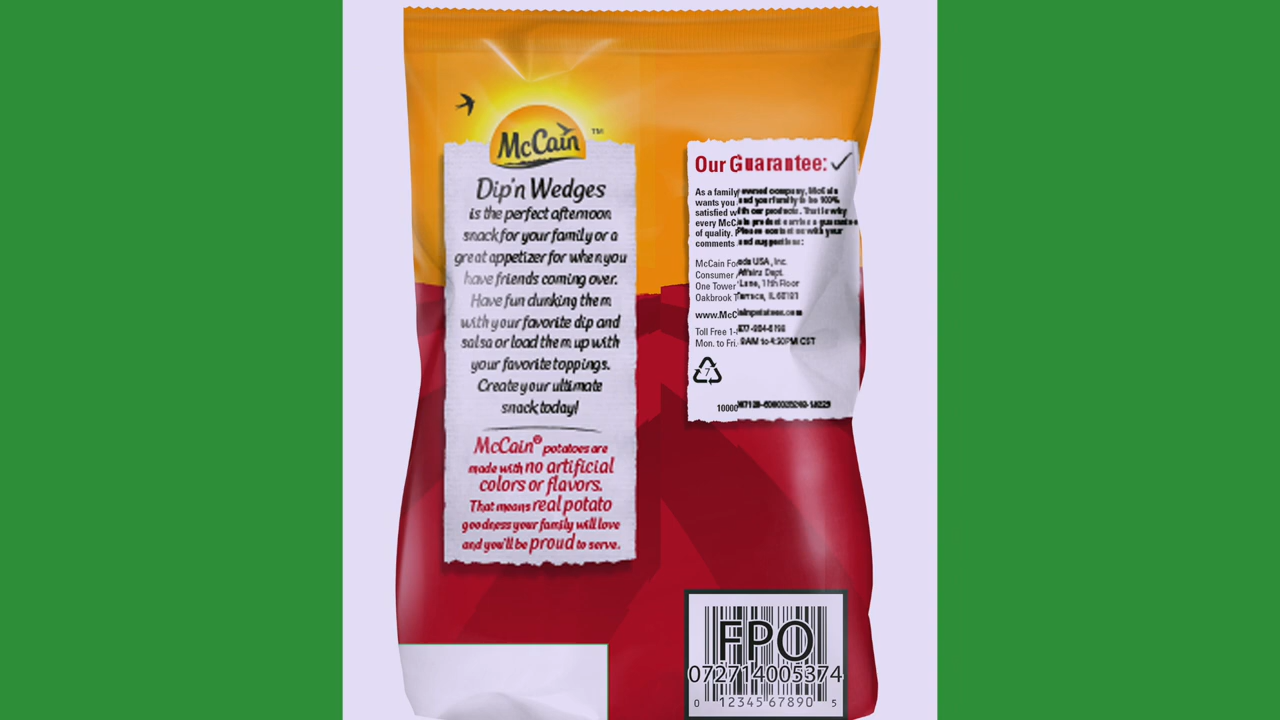 McCain™
Dip'n Wedges
is the perfect afternoon
snack for your family or a
great appetizer for when you
have friends coming over.
Have fun dunking them
with your favorite dip and
salsa or load them up with
your favorite toppings.
Create your ultimate
snack today!
McCain® potatoes are
made with no artificial
colors or flavors.
That means real potato
goodness your family will love
and you'll be proud to serve.
Our Guarantee: ✓
As a family owned company, McCain
wants you and your family to be 100%
satisfied with our products. That is why
every McCain product carries a guarantee
of quality. Please contact us with your
comments and suggestions:
McCain Foods USA, Inc.
Consumer Affairs Dept.
One Tower Lane, 11th Floor
Oakbrook Terrace, IL 60181
www.McCainpotatoes.com
Toll Free 1-877-804-6198
Mon. to Fri. 8AM to 4:30PM CST
7
FPO
072714005374
0 12345 67890 5